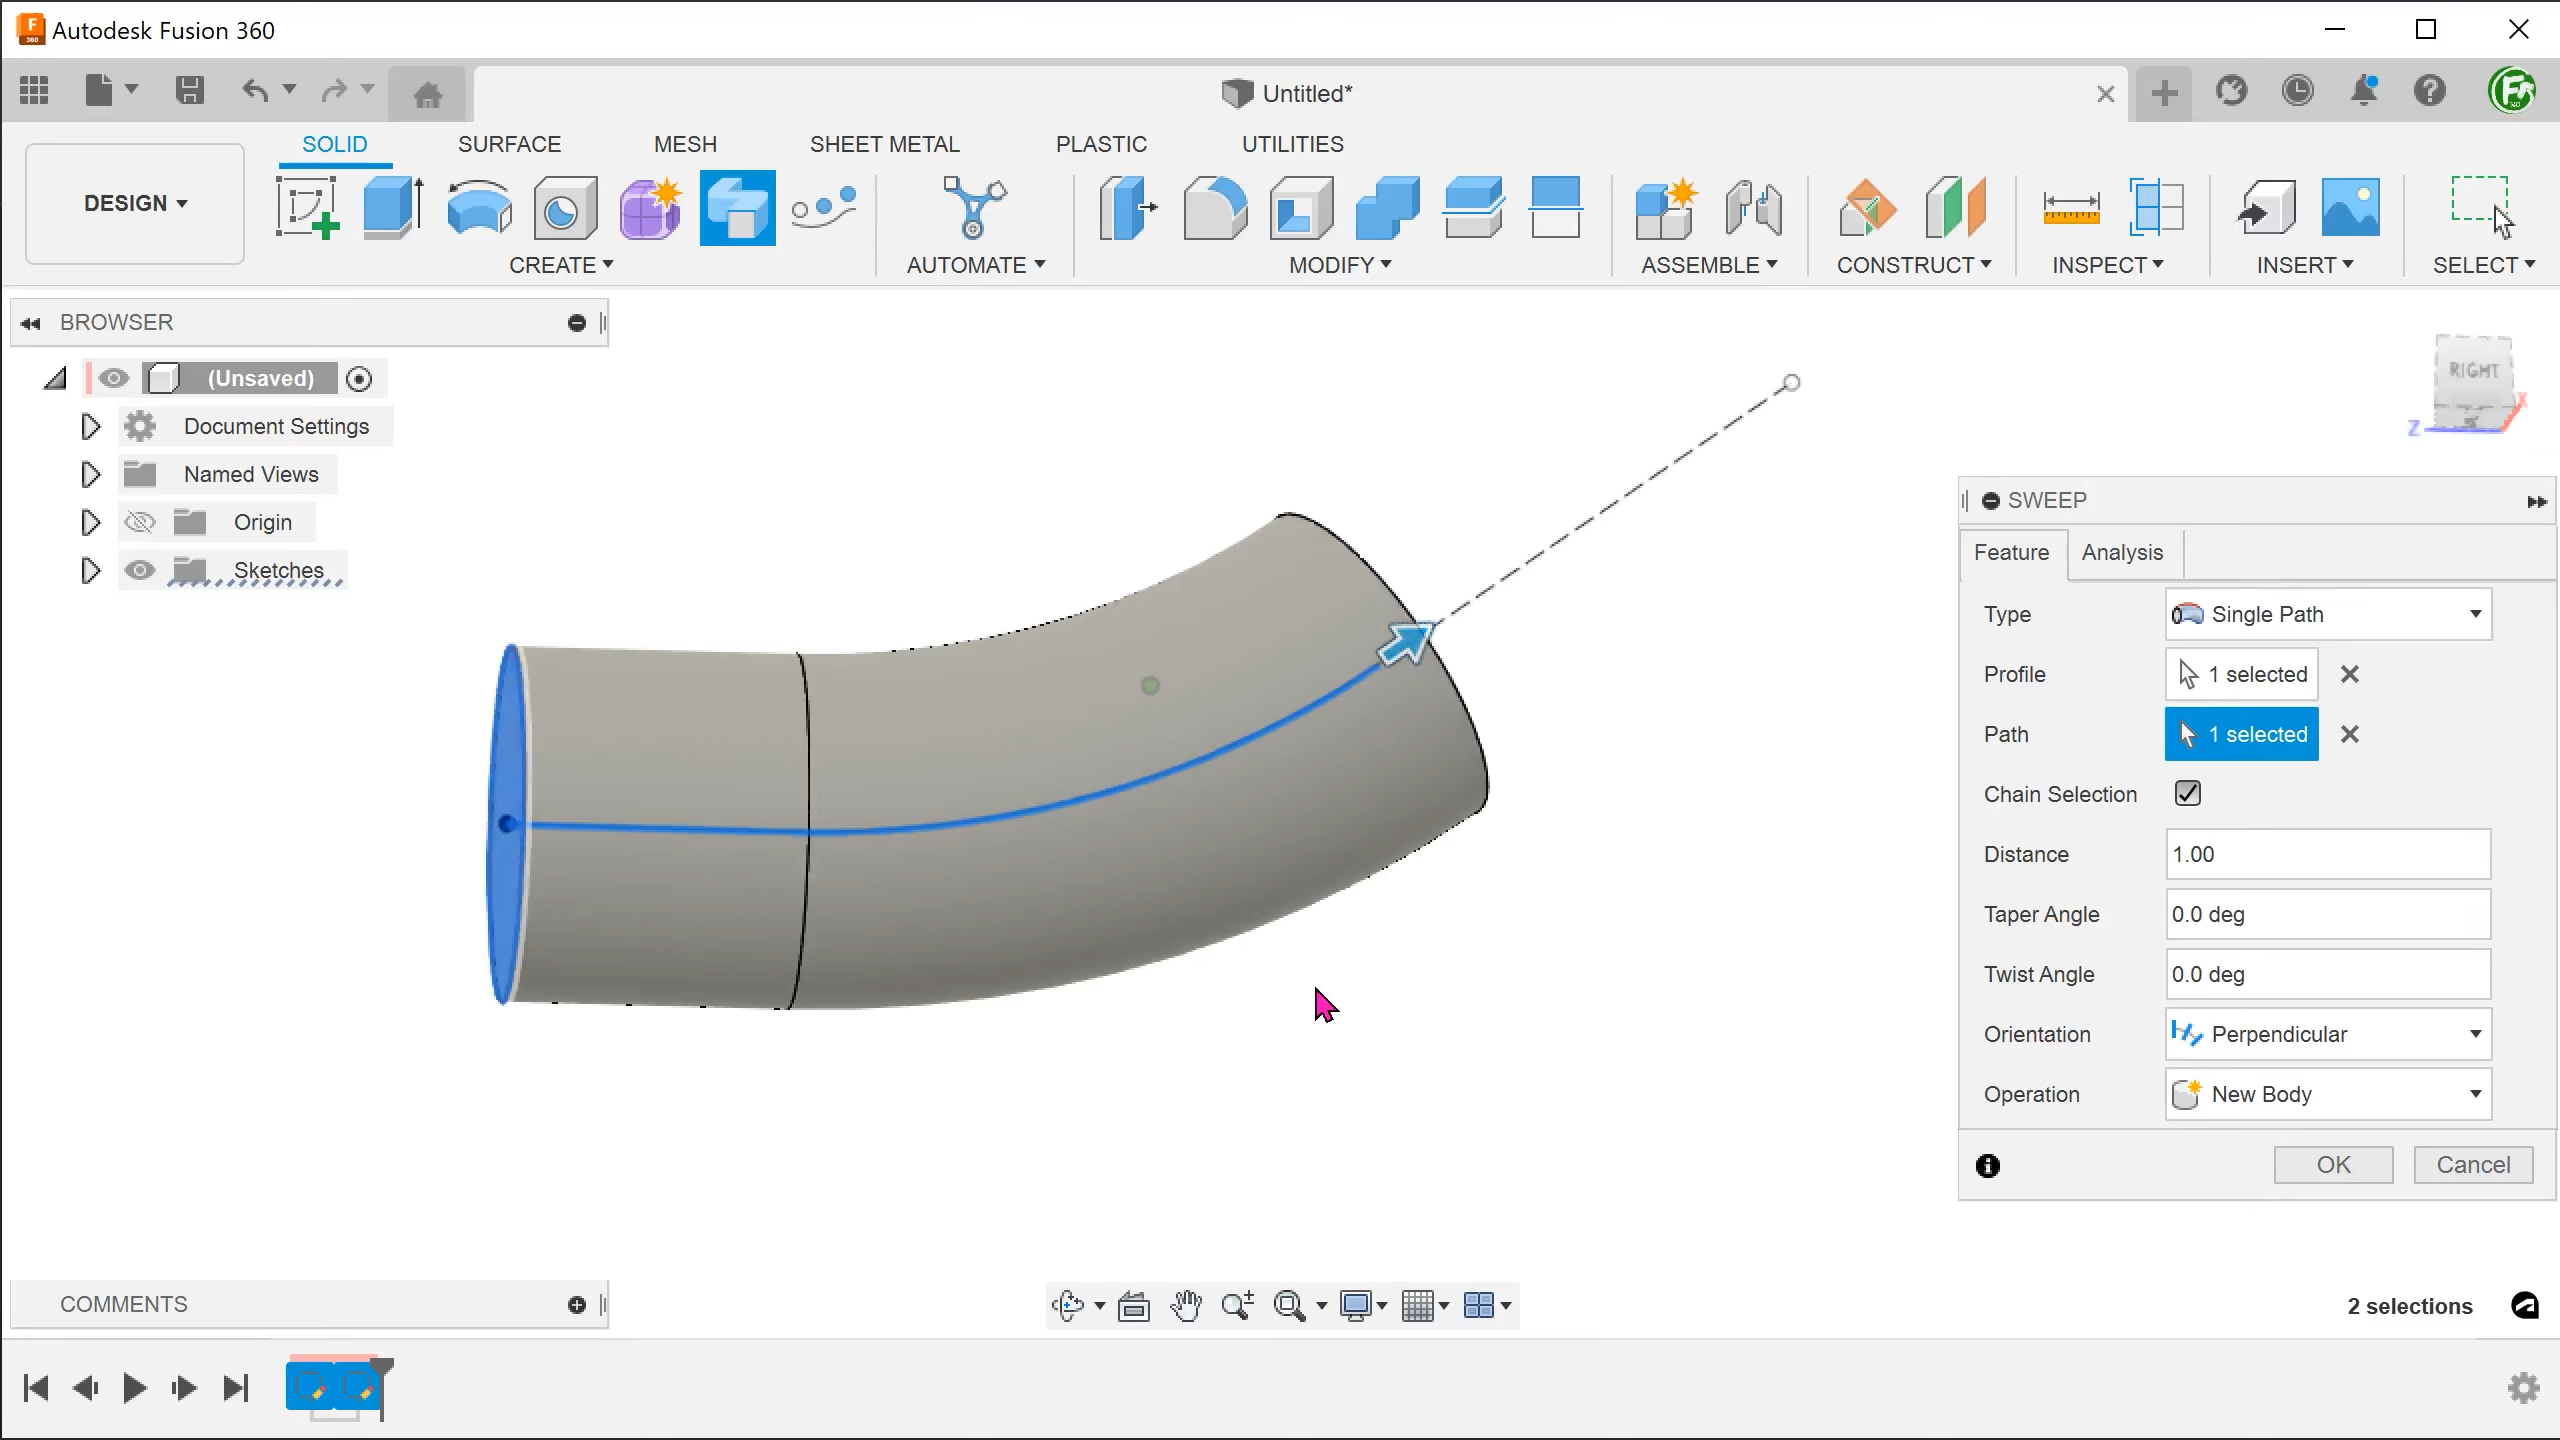 Autodesk Fusion 360
Untitled*
SOLID SURFACE MESH SHEET METAL PLASTIC UTILITIES
DESIGN
CREATE AUTOMATE MODIFY ASSEMBLE CONSTRUCT INSPECT INSERT SELECT
BROWSER
(Unsaved)
Document Settings
Named Views
Origin
Sketches
RIGHT
Z
X
SWEEP
Feature Analysis
Type Single Path
Profile 1 selected
Path 1 selected
Chain Selection
Distance 1.00
Taper Angle 0.0 deg
Twist Angle 0.0 deg
Orientation Perpendicular
Operation New Body
OK Cancel
COMMENTS
2 selections